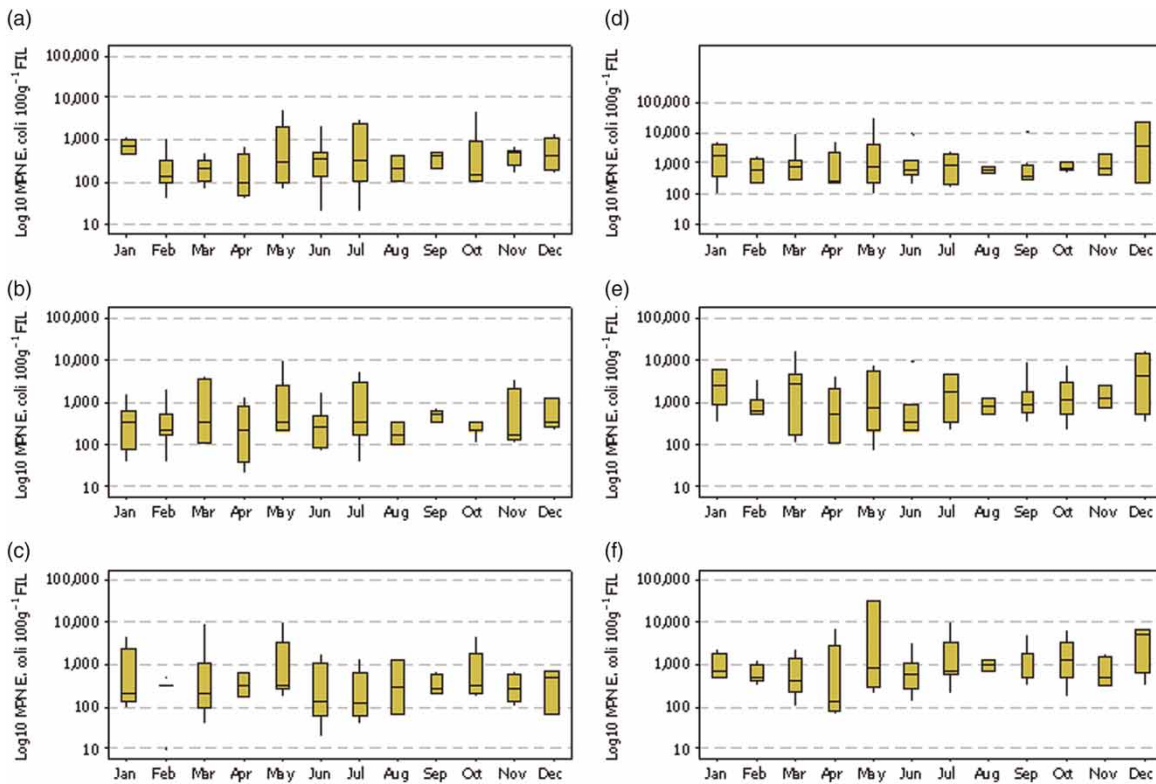 (a)
Log10 MPN E. coli 100g⁻¹ FIL
100,000
10,000
1,000
100
10
Jan Feb Mar Apr May Jun Jul Aug Sep Oct Nov Dec
(b)
Log10 MPN E. coli 100g⁻¹ FIL
100,000
10,000
1,000
100
10
Jan Feb Mar Apr May Jun Jul Aug Sep Oct Nov Dec
(c)
Log10 MPN E. coli 100g⁻¹ FIL
100,000
10,000
1,000
100
10
Jan Feb Mar Apr May Jun Jul Aug Sep Oct Nov Dec
(d)
Log10 MPN E. coli 100g⁻¹ FIL
100,000
10,000
1,000
100
10
Jan Feb Mar Apr May Jun Jul Aug Sep Oct Nov Dec
(e)
Log10 MPN E. coli 100g⁻¹ FIL
100,000
10,000
1,000
100
10
Jan Feb Mar Apr May Jun Jul Aug Sep Oct Nov Dec
(f)
Log10 MPN E. coli 100g⁻¹ FIL
100,000
10,000
1,000
100
10
Jan Feb Mar Apr May Jun Jul Aug Sep Oct Nov Dec